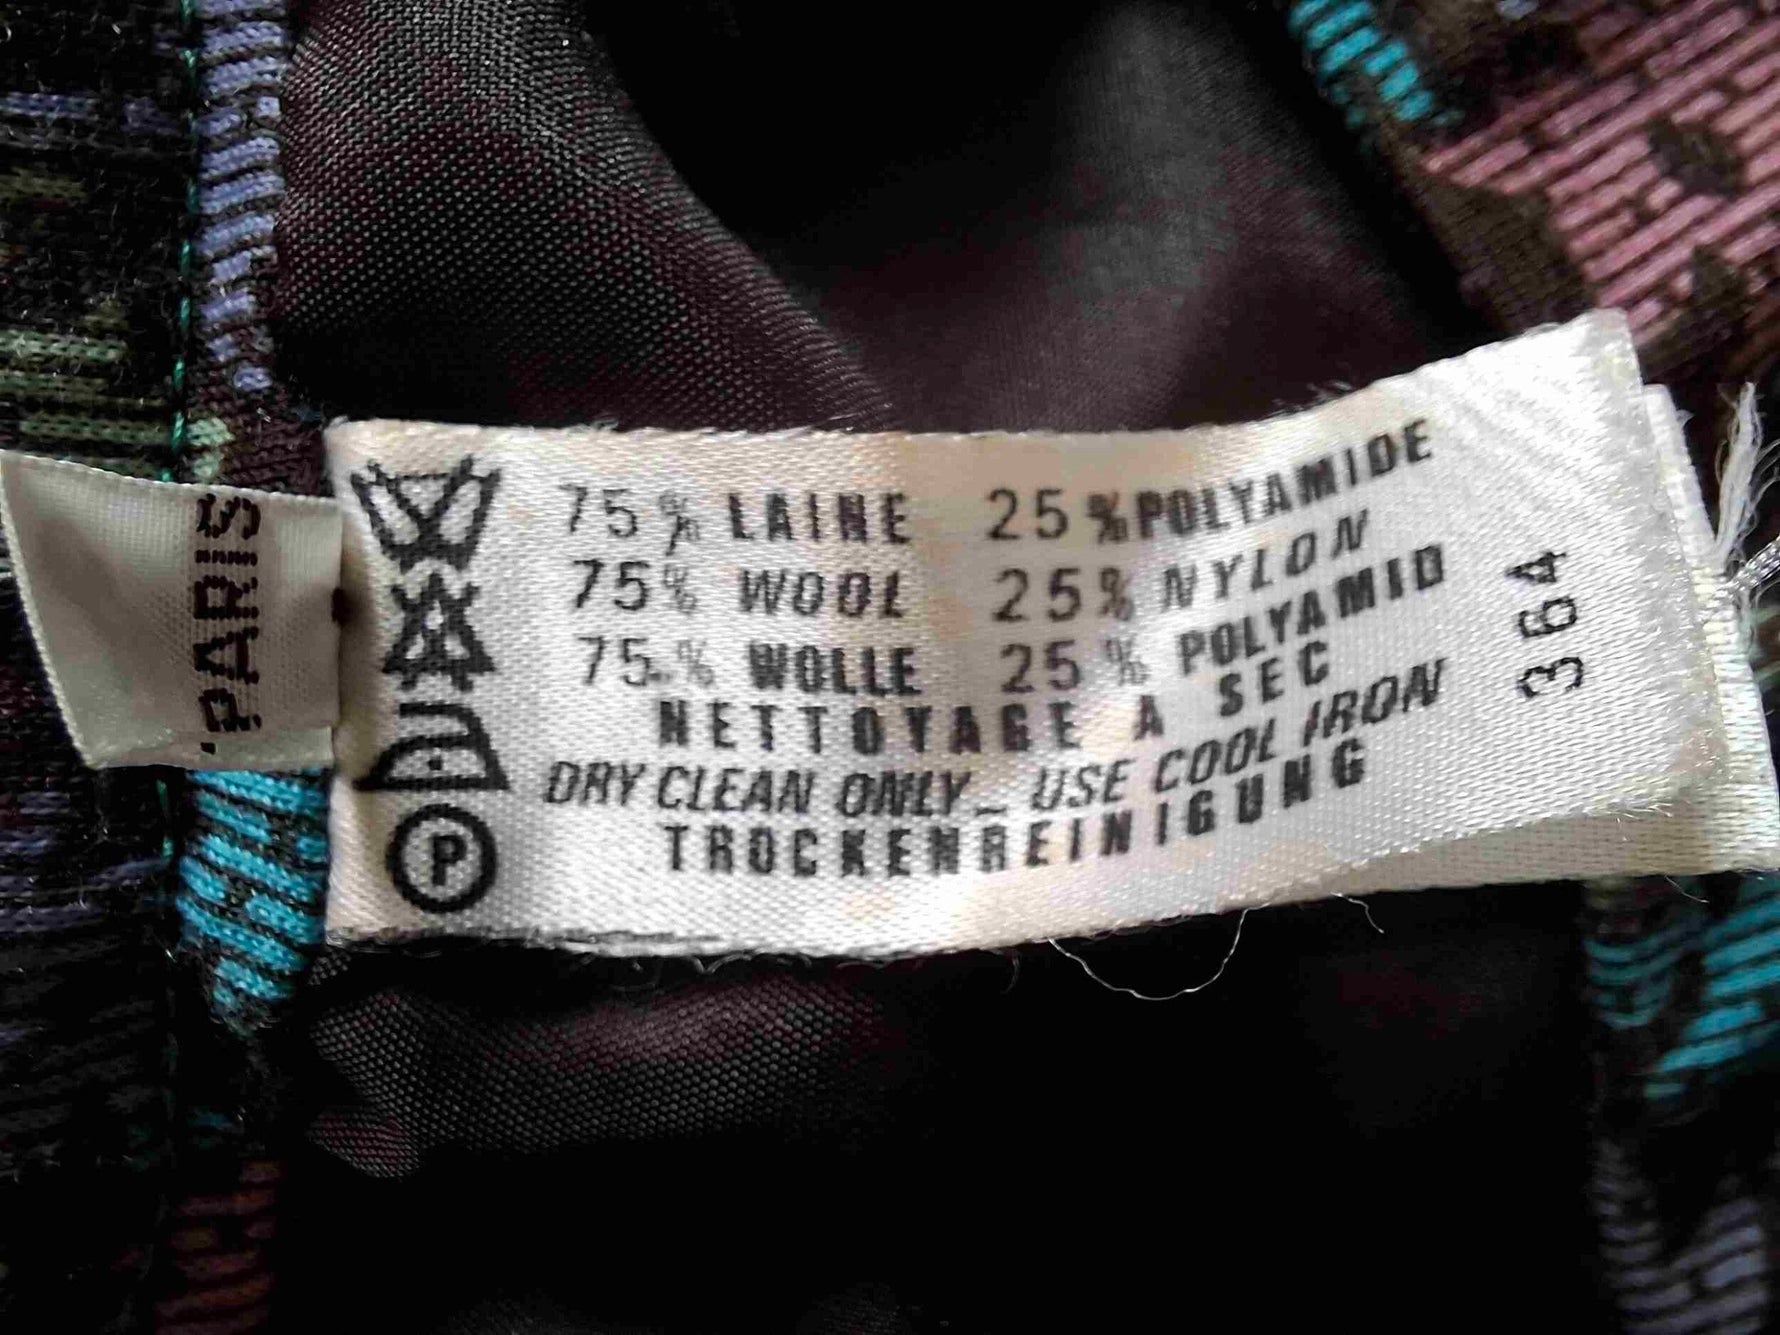 PARIS
75% LAINE 25% POLYAMIDE
75% WOOL 25% NYLON
75% WOLLE 25% POLYAMID
NETTOYAGE A SEC
DRY CLEAN ONLY_ USE COOL IRON
TROCKENREINIGUNG
P
364